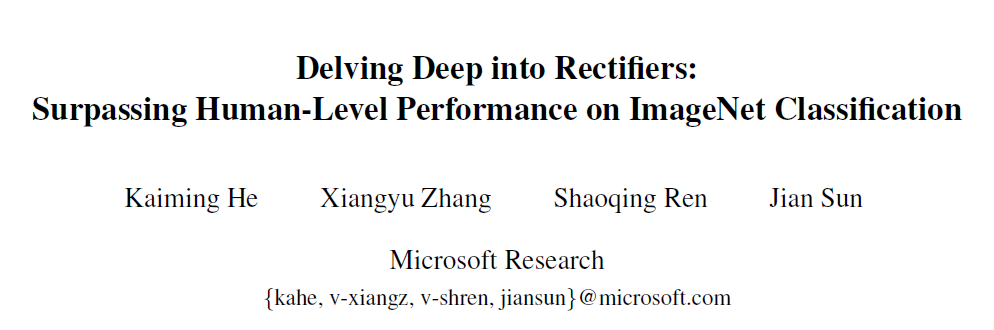 Delving Deep into Rectifiers:
Surpassing Human-Level Performance on ImageNet Classification
Kaiming He Xiangyu Zhang Shaoqing Ren Jian Sun
Microsoft Research
{kahe, v-xiangz, v-shren, jiansun}@microsoft.com